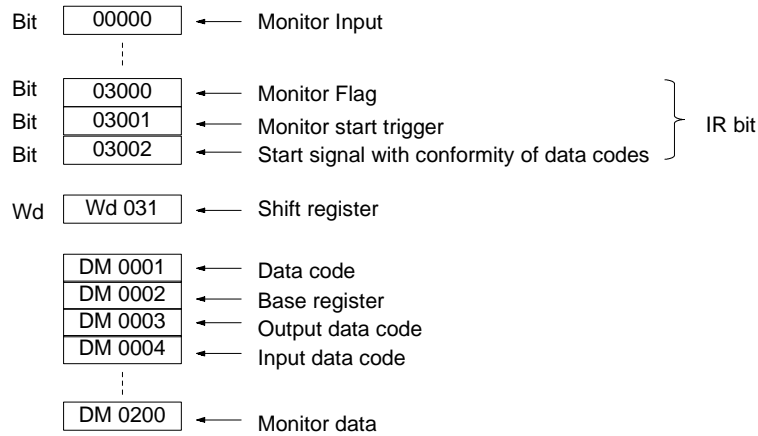 Bit 00000 Monitor Input
Bit 03000 Monitor Flag
Bit 03001 Monitor start trigger
Bit 03002 Start signal with conformity of data codes
IR bit
Wd Wd 031 Shift register
DM 0001 Data code
DM 0002 Base register
DM 0003 Output data code
DM 0004 Input data code
DM 0200 Monitor data